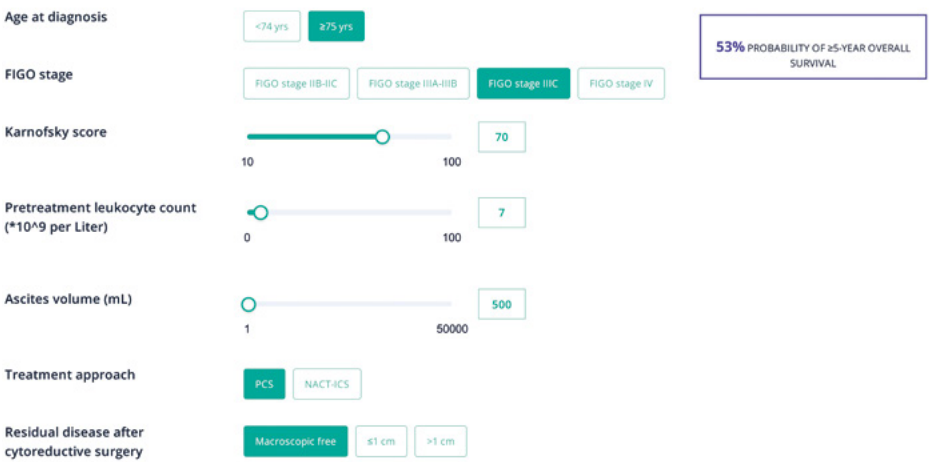 Age at diagnosis
<74 yrs ≥75 yrs
53% PROBABILITY OF ≥5-YEAR OVERALL
SURVIVAL
FIGO stage
FIGO stage IIB-IIC FIGO stage IIIA-IIIB FIGO stage IIIC FIGO stage IV
Karnofsky score
70
10 100
Pretreatment leukocyte count
(*10^9 per Liter)
7
0 100
Ascites volume (mL)
500
1 50000
Treatment approach
PCS NACT-ICS
Residual disease after
cytoreductive surgery
Macroscopic free ≤1 cm >1 cm